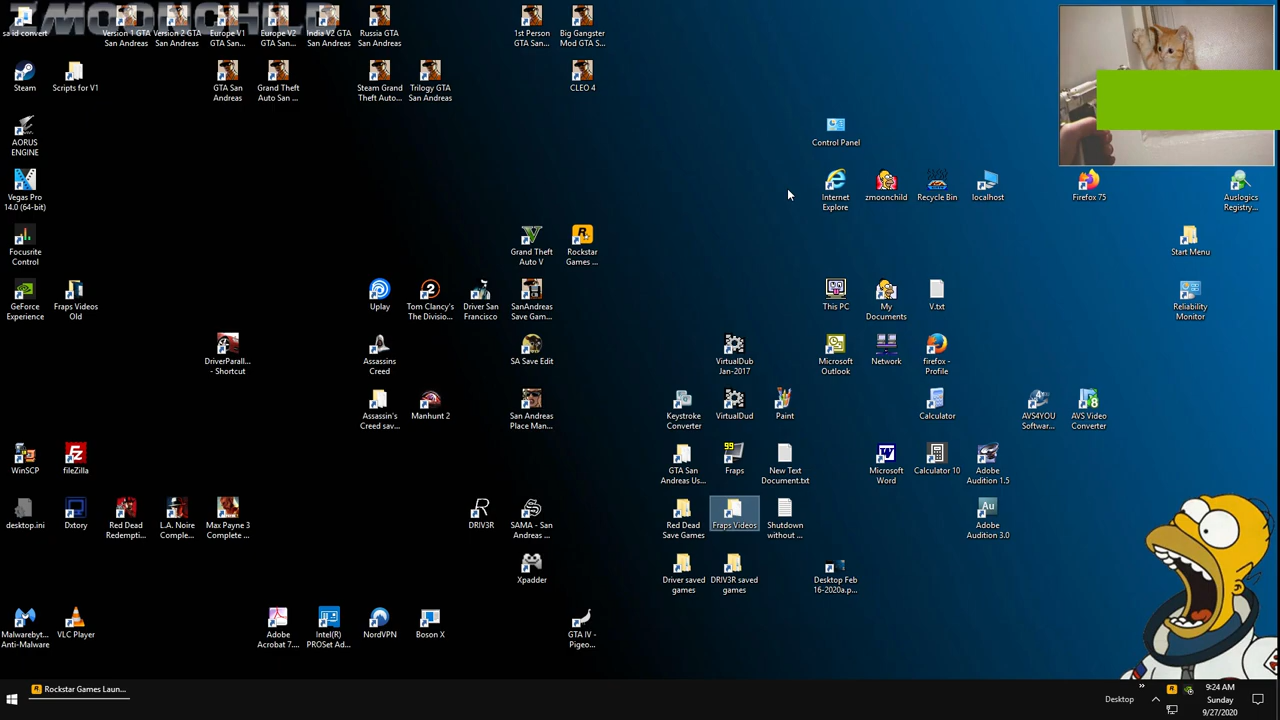 ZMOONCHILD
sa id convert
Version 1 GTA
San Andreas
Version 2 GTA
San Andreas
Europe V1
GTA San...
Europe V2
GTA San...
India V2 GTA
San Andreas
Russia GTA
San Andreas
1st Person
GTA San...
Big Gangster
Mod GTA S...
Steam
Scripts for V1
GTA San
Andreas
Grand Theft
Auto San ...
Steam Grand
Theft Auto...
Trilogy GTA
San Andreas
CLEO 4
AORUS
ENGINE
Control Panel
Vegas Pro
14.0 (64-bit)
Internet
Explore
zmoonchild
Recycle Bin
localhost
Firefox 75
Auslogics
Registry...
Focusrite
Control
Grand Theft
Auto V
Rockstar
Games ...
Start Menu
GeForce
Experience
Fraps Videos
Old
Uplay
Tom Clancy's
The Divisio...
Driver San
Francisco
SanAndreas
Save Gam...
This PC
My
Documents
V.txt
Reliability
Monitor
DriverParall...
- Shortcut
Assassins
Creed
SA Save Edit
VirtualDub
Jan-2017
Microsoft
Outlook
Network
firefox -
Profile
Assassin's
Creed sav...
Manhunt 2
San Andreas
Place Man...
Keystroke
Converter
VirtualDud
Paint
Calculator
AVS4YOU
Softwar...
AVS Video
Converter
WinSCP
fileZilla
GTA San
Andreas Us...
99
Fraps
New Text
Document.txt
Microsoft
Word
Calculator 10
Adobe
Audition 1.5
desktop.ini
Dxtory
Red Dead
Redempti...
L.A. Noire
Comple...
Max Payne 3
Complete ...
DRIV3R
SAMA - San
Andreas ...
Red Dead
Save Games
Fraps Videos
Shutdown
without ...
Adobe
Audition 3.0
Xpadder
Driver saved
games
DRIV3R saved
games
Desktop Feb
16-2020a.p...
Malwarebyt...
Anti-Malware
VLC Player
Adobe
Acrobat 7....
Intel(R)
PROSet Ad...
NordVPN
Boson X
GTA IV -
Pigeo...
Rockstar Games Laun...
Desktop
9:24 AM
Sunday
9/27/2020